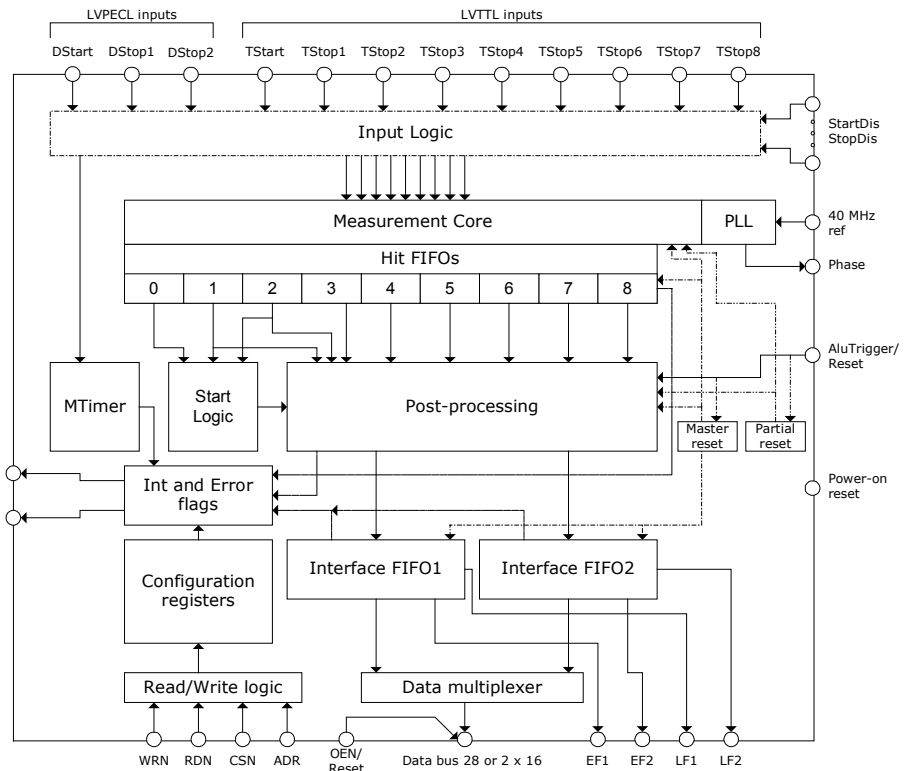 LVPECL inputs
LVTTL inputs
DStart DStop1 DStop2 TStart TStop1 TStop2 TStop3 TStop4 TStop5 TStop6 TStop7 TStop8
Input Logic
StartDis
StopDis
Measurement Core
PLL
40 MHz
ref
Hit FIFOs
Phase
0 1 2 3 4 5 6 7 8
AluTrigger/
Reset
MTimer
Start
Logic
Post-processing
Master
reset
Partial
reset
Int and Error
flags
Power-on
reset
Configuration
registers
Interface FIFO1
Interface FIFO2
Read/Write logic
Data multiplexer
WRN RDN CSN ADR
OEN/
Reset
Data bus 28 or 2 x 16
EF1 EF2 LF1 LF2